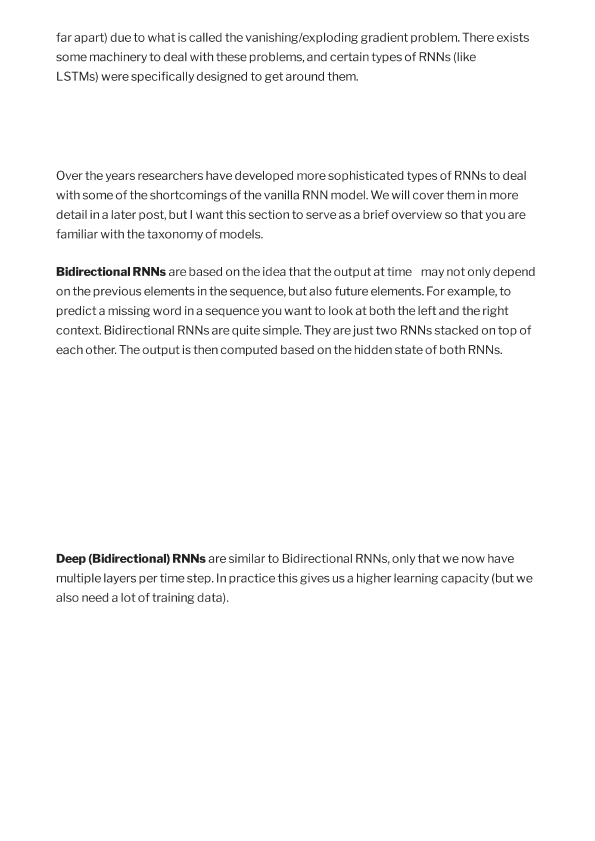 far apart) due to what is called the vanishing/exploding gradient problem. There exists
some machinery to deal with these problems, and certain types of RNNs (like
LSTMs) were specifically designed to get around them.
Over the years researchers have developed more sophisticated types of RNNs to deal
with some of the shortcomings of the vanilla RNN model. We will cover them in more
detail in a later post, but I want this section to serve as a brief overview so that you are
familiar with the taxonomy of models.
Bidirectional RNNs are based on the idea that the output at time may not only depend
on the previous elements in the sequence, but also future elements. For example, to
predict a missing word in a sequence you want to look at both the left and the right
context. Bidirectional RNNs are quite simple. They are just two RNNs stacked on top of
each other. The output is then computed based on the hidden state of both RNNs.
Deep (Bidirectional) RNNs are similar to Bidirectional RNNs, only that we now have
multiple layers per time step. In practice this gives us a higher learning capacity (but we
also need a lot of training data).